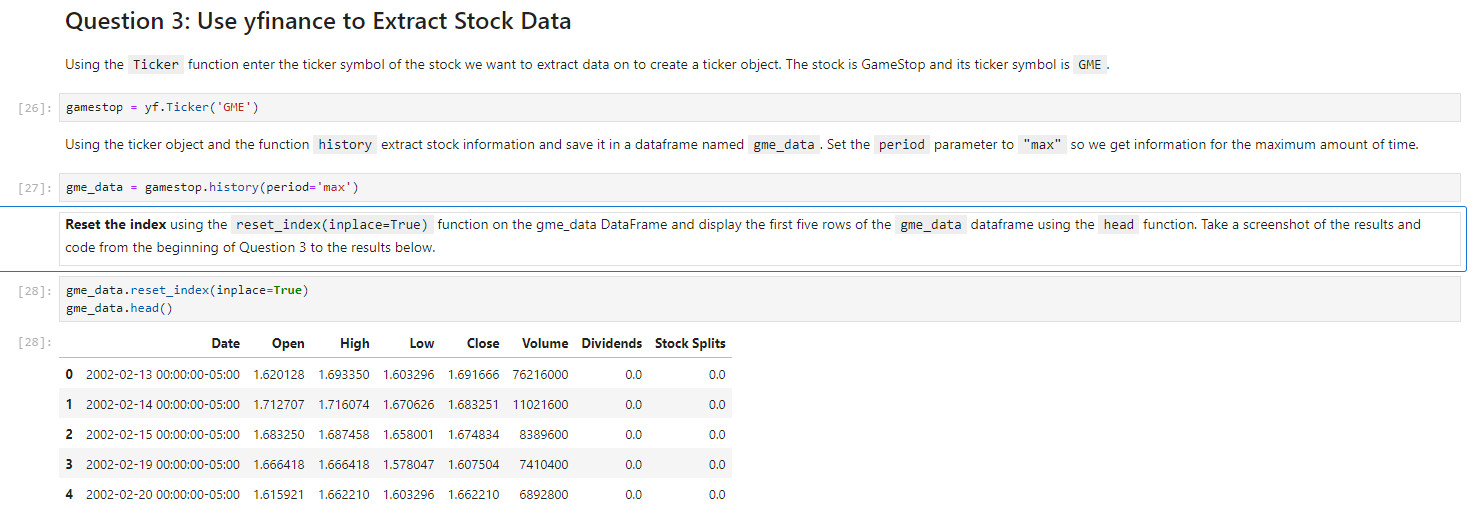 Question 3: Use yfinance to Extract Stock Data
Using the Ticker function enter the ticker symbol of the stock we want to extract data on to create a ticker object. The stock is GameStop and its ticker symbol is GME .
[26]: gamestop = yf.Ticker('GME')
Using the ticker object and the function history extract stock information and save it in a dataframe named gme_data . Set the period parameter to "max" so we get information for the maximum amount of time.
[27]: gme_data = gamestop.history(period='max')
Reset the index using the reset_index(inplace=True) function on the gme_data DataFrame and display the first five rows of the gme_data dataframe using the head function. Take a screenshot of the results and
code from the beginning of Question 3 to the results below.
[28]: gme_data.reset_index(inplace=True)
gme_data.head()
[28]: Date Open High Low Close Volume Dividends Stock Splits
0 2002-02-13 00:00:00-05:00 1.620128 1.693350 1.603296 1.691666 76216000 0.0 0.0
1 2002-02-14 00:00:00-05:00 1.712707 1.716074 1.670626 1.683251 11021600 0.0 0.0
2 2002-02-15 00:00:00-05:00 1.683250 1.687458 1.658001 1.674834 8389600 0.0 0.0
3 2002-02-19 00:00:00-05:00 1.666418 1.666418 1.578047 1.607504 7410400 0.0 0.0
4 2002-02-20 00:00:00-05:00 1.615921 1.662210 1.603296 1.662210 6892800 0.0 0.0